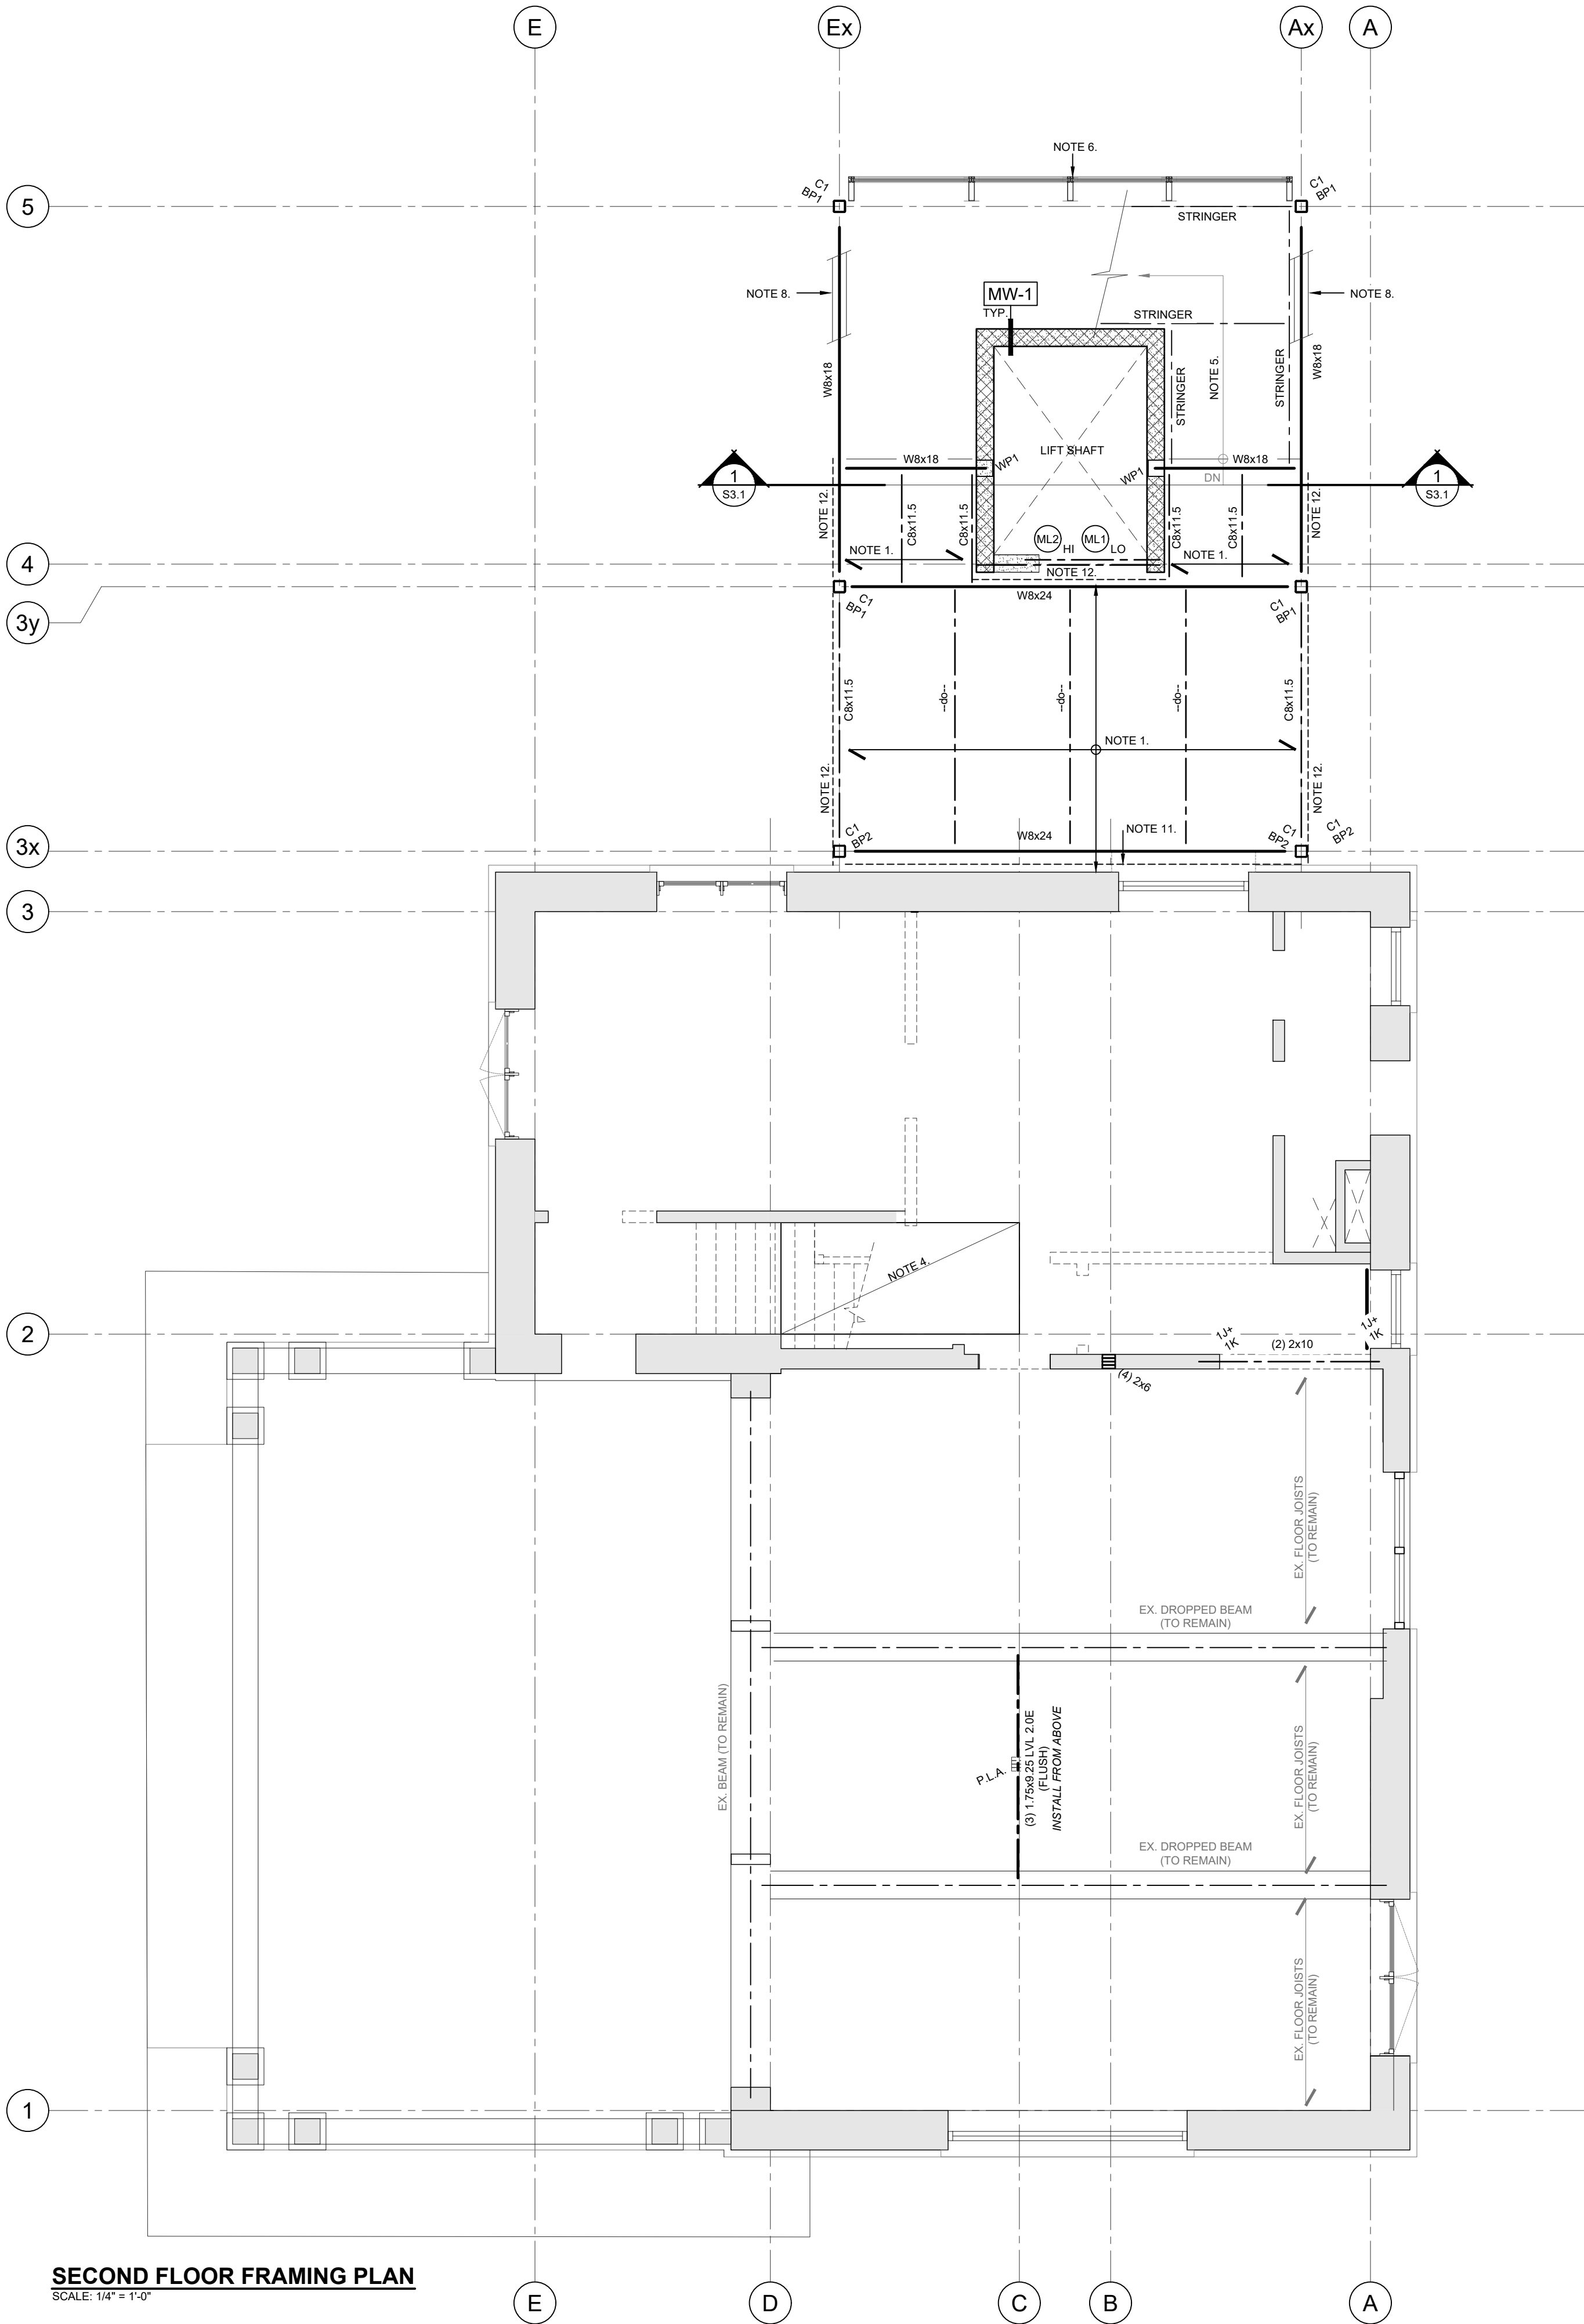 E
Ex
Ax
A
NOTE 6.
5
C1
BP1
C1
BP1
STRINGER
NOTE 8.
MW-1
TYP.
NOTE 8.
STRINGER
W8x18
STRINGER
NOTE 5.
STRINGER
W8x18
LIFT SHAFT
W8x18
WP1
WP1
W8x18
DN
1
S3.1
1
S3.1
NOTE 12.
C8x11.5
C8x11.5
C8x11.5
C8x11.5
NOTE 12.
4
NOTE 1.
ML2
HI
ML1
LO
NOTE 1.
NOTE 12.
3y
C1
BP1
W8x24
C1
BP1
C8x11.5
--do--
--do--
--do--
C8x11.5
NOTE 1.
NOTE 12.
NOTE 12.
3x
C1
BP2
W8x24
NOTE 11.
C1
BP2
C1
BP2
3
NOTE 4.
2
1J+
1K
(2) 2x10
1J+
1K
(4) 2x6
EX. FLOOR JOISTS
(TO REMAIN)
EX. DROPPED BEAM
(TO REMAIN)
EX. BEAM (TO REMAIN)
P.L.A.
(3) 1.75x9.25 LVL 2.0E
(FLUSH)
INSTALL FROM ABOVE
EX. FLOOR JOISTS
(TO REMAIN)
EX. DROPPED BEAM
(TO REMAIN)
EX. FLOOR JOISTS
(TO REMAIN)
1
SECOND FLOOR FRAMING PLAN
SCALE: 1/4" = 1'-0"
E
D
C
B
A